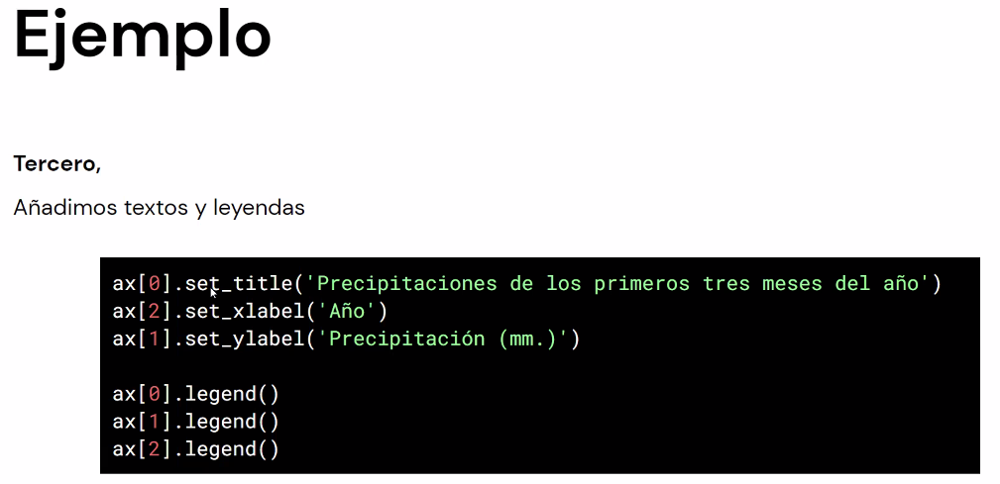 Ejemplo
Tercero,
Añadimos textos y leyendas
ax[0].set_title('Precipitaciones de los primeros tres meses del año')
ax[2].set_xlabel('Año')
ax[1].set_ylabel('Precipitación (mm.)')
ax[0].legend()
ax[1].legend()
ax[2].legend()